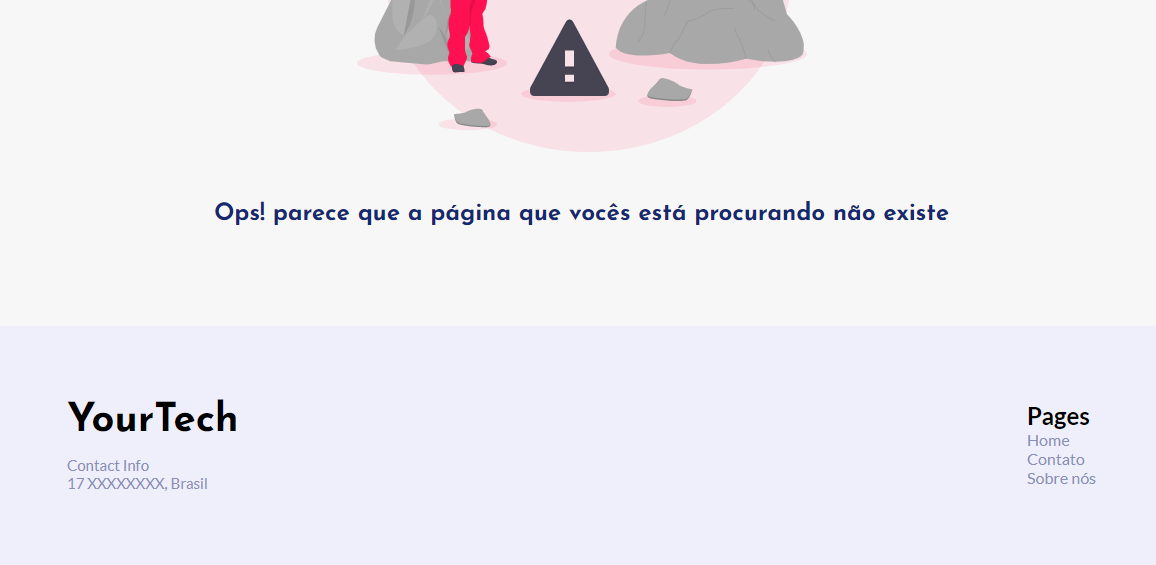 Ops! parece que a página que vocês está procurando não existe
YourTech
Contact Info
17 XXXXXXXX, Brasil
Pages
Home
Contato
Sobre nós